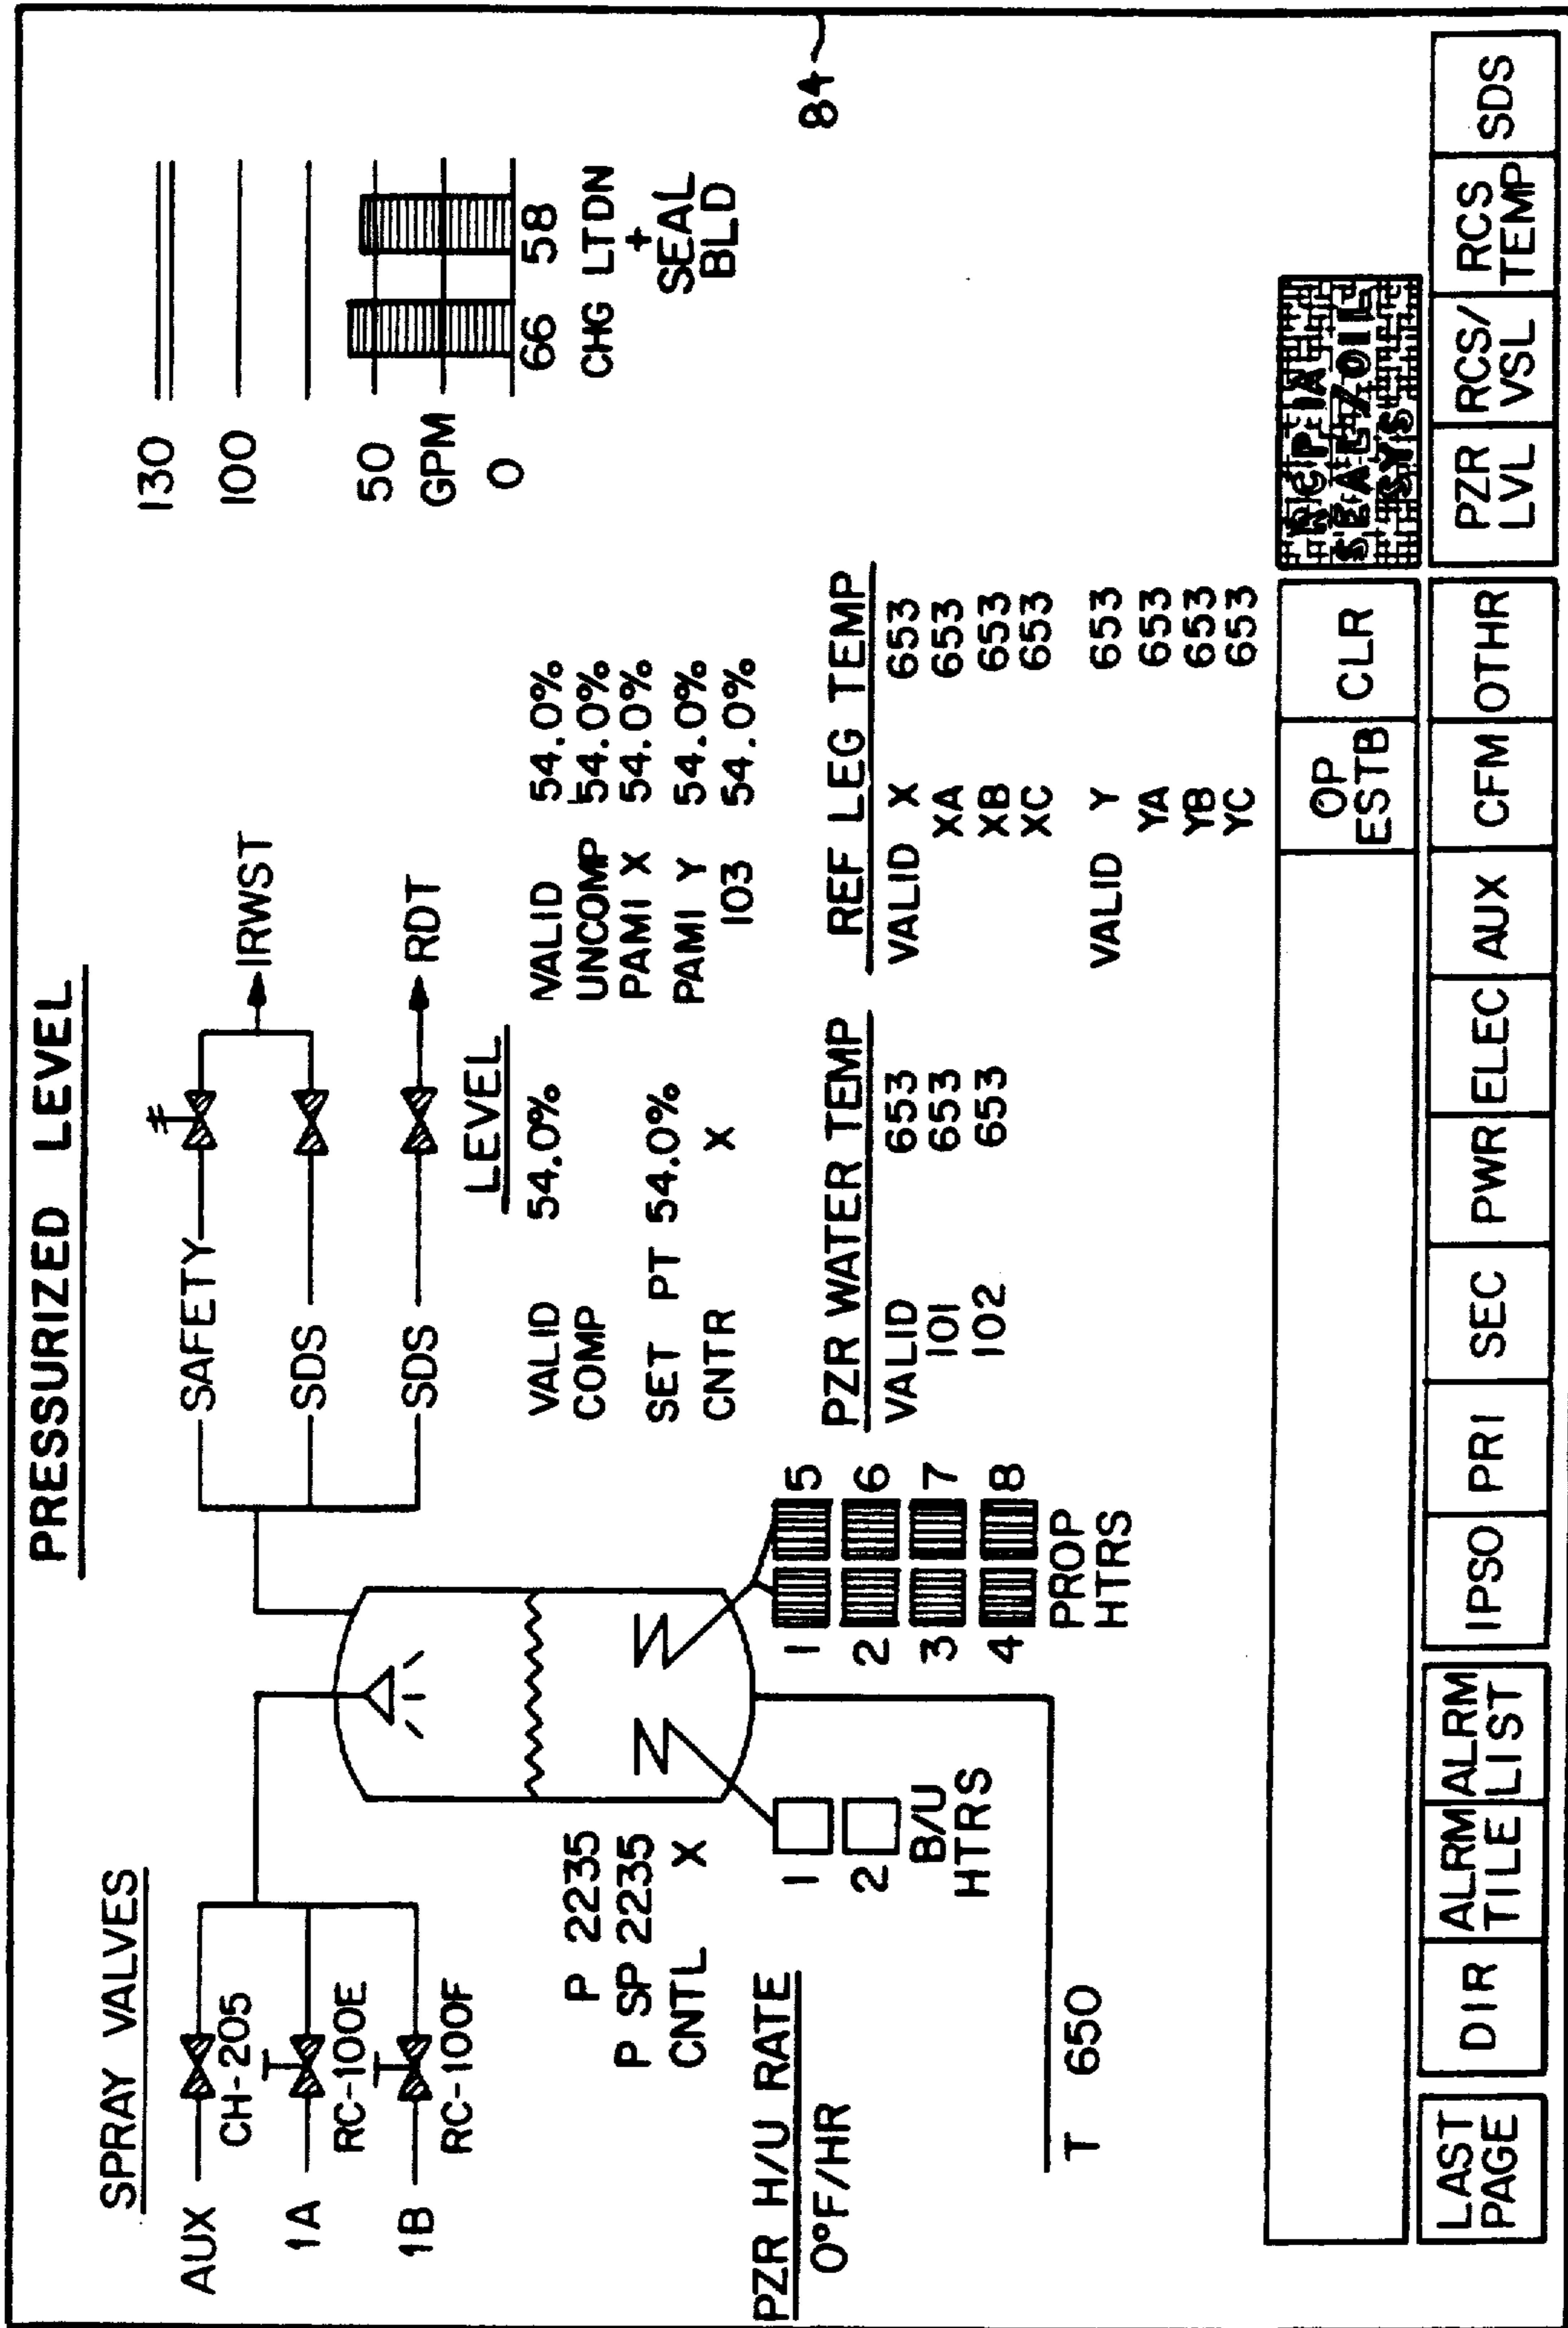 PRESSURIZED LEVEL
SPRAY VALVES
AUX
CH-205
1A
RC-100E
1B
RC-100F
SAFETY
SDS
SDS
IRWST
RDT
130
100
50
GPM
0
66 58
CHG LTDN
+
SEAL
BLD
84
P 2235
P SP 2235
CNTL X
PZR H/U RATE
0°F/HR
T 650
1
2
B/U
HTRS
1 5
2 6
3 7
4 8
PROP
HTRS
LEVEL
VALID 54.0% VALID 54.0%
COMP UNCOMP 54.0%
PAMI X 54.0%
SET PT 54.0% PAMI Y 54.0%
CNTR X 103 54.0%
PZR WATER TEMP
VALID 653
101 653
102 653
REF LEG TEMP
VALID X 653
XA 653
XB 653
XC 653
VALID Y 653
YA 653
YB 653
YC 653
OP
ESTB
CLR
RCP 1A
SEAL/OIL
SYS
LAST
PAGE
DIR
ALRM
TILE
ALRM
LIST
IPSO
PRI
SEC
PWR
ELEC
AUX
CFM
OTHR
PZR
LVL
RCS/
VSL
RCS
TEMP
SDS